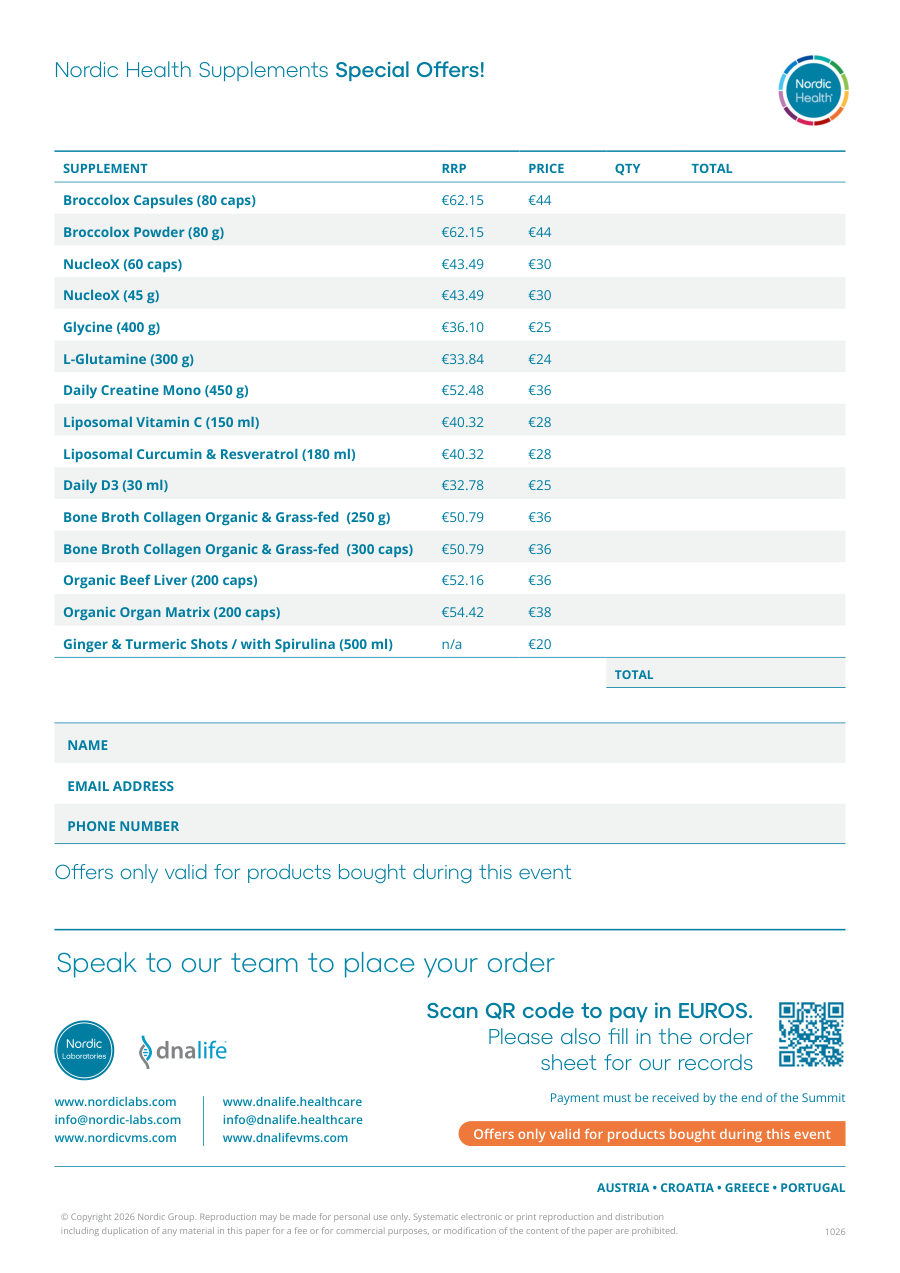 Nordic Health Supplements Special Offers!
Nordic
Health
SUPPLEMENT RRP PRICE QTY TOTAL
Broccolox Capsules (80 caps) €62.15 €44
Broccolox Powder (80 g) €62.15 €44
NucleoX (60 caps) €43.49 €30
NucleoX (45 g) €43.49 €30
Glycine (400 g) €36.10 €25
L-Glutamine (300 g) €33.84 €24
Daily Creatine Mono (450 g) €52.48 €36
Liposomal Vitamin C (150 ml) €40.32 €28
Liposomal Curcumin & Resveratrol (180 ml) €40.32 €28
Daily D3 (30 ml) €32.78 €25
Bone Broth Collagen Organic & Grass-fed (250 g) €50.79 €36
Bone Broth Collagen Organic & Grass-fed (300 caps) €50.79 €36
Organic Beef Liver (200 caps) €52.16 €36
Organic Organ Matrix (200 caps) €54.42 €38
Ginger & Turmeric Shots / with Spirulina (500 ml) n/a €20
TOTAL
NAME
EMAIL ADDRESS
PHONE NUMBER
Offers only valid for products bought during this event
Speak to our team to place your order
Scan QR code to pay in EUROS.
Please also fill in the order
sheet for our records
Nordic
Laboratories
dnalife
Payment must be received by the end of the Summit
www.nordiclabs.com
info@nordic-labs.com
www.nordicvms.com
www.dnalife.healthcare
info@dnalife.healthcare
www.dnalifevms.com
Offers only valid for products bought during this event
AUSTRIA • CROATIA • GREECE • PORTUGAL
© Copyright 2026 Nordic Group. Reproduction may be made for personal use only. Systematic electronic or print reproduction and distribution
including duplication of any material in this paper for a fee or for commercial purposes, or modification of the content of the paper are prohibited.
1026